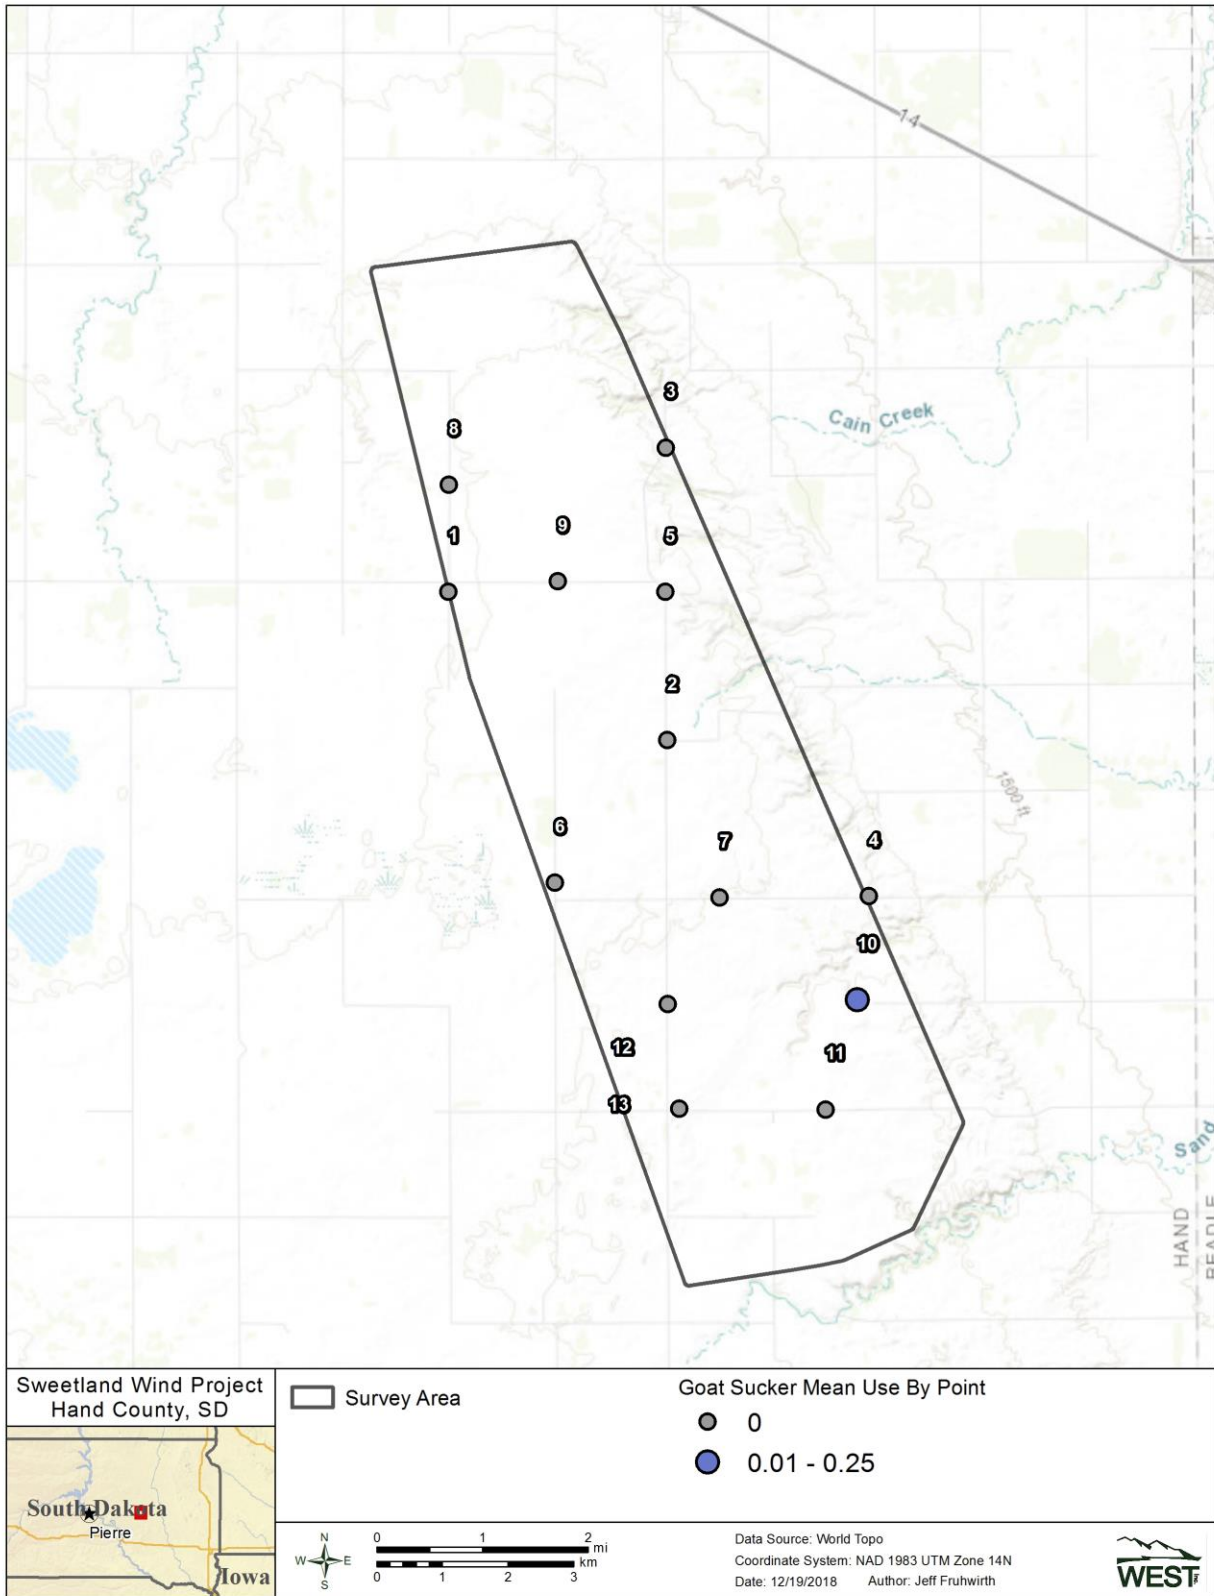 14
3
Cain Creek
8
9
1
5
2
1500 ft
6
7
4
10
12
11
13
Sand
HAND
BEADLE
Sweetland Wind Project
Hand County, SD
Survey Area
Goat Sucker Mean Use By Point
0
0.01 - 0.25
South Dakota
Pierre
Iowa
N
W E
S
0 1 2
mi
km
0 1 2 3
Data Source: World Topo
Coordinate System: NAD 1983 UTM Zone 14N
Date: 12/19/2018 Author: Jeff Fruhwirth
WEST